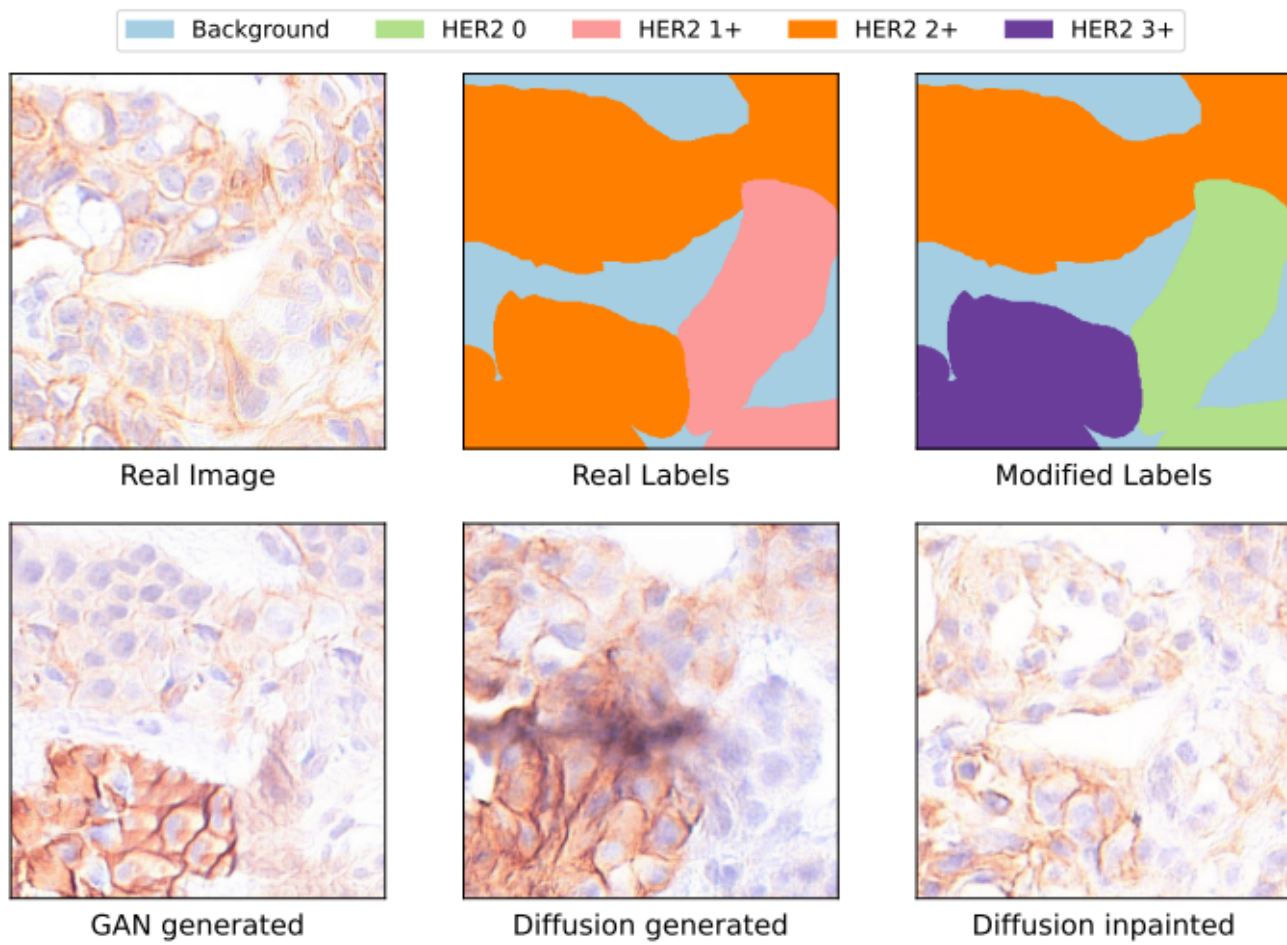 Background HER2 0 HER2 1+ HER2 2+ HER2 3+
Real Image
Real Labels
Modified Labels
GAN generated
Diffusion generated
Diffusion inpainted